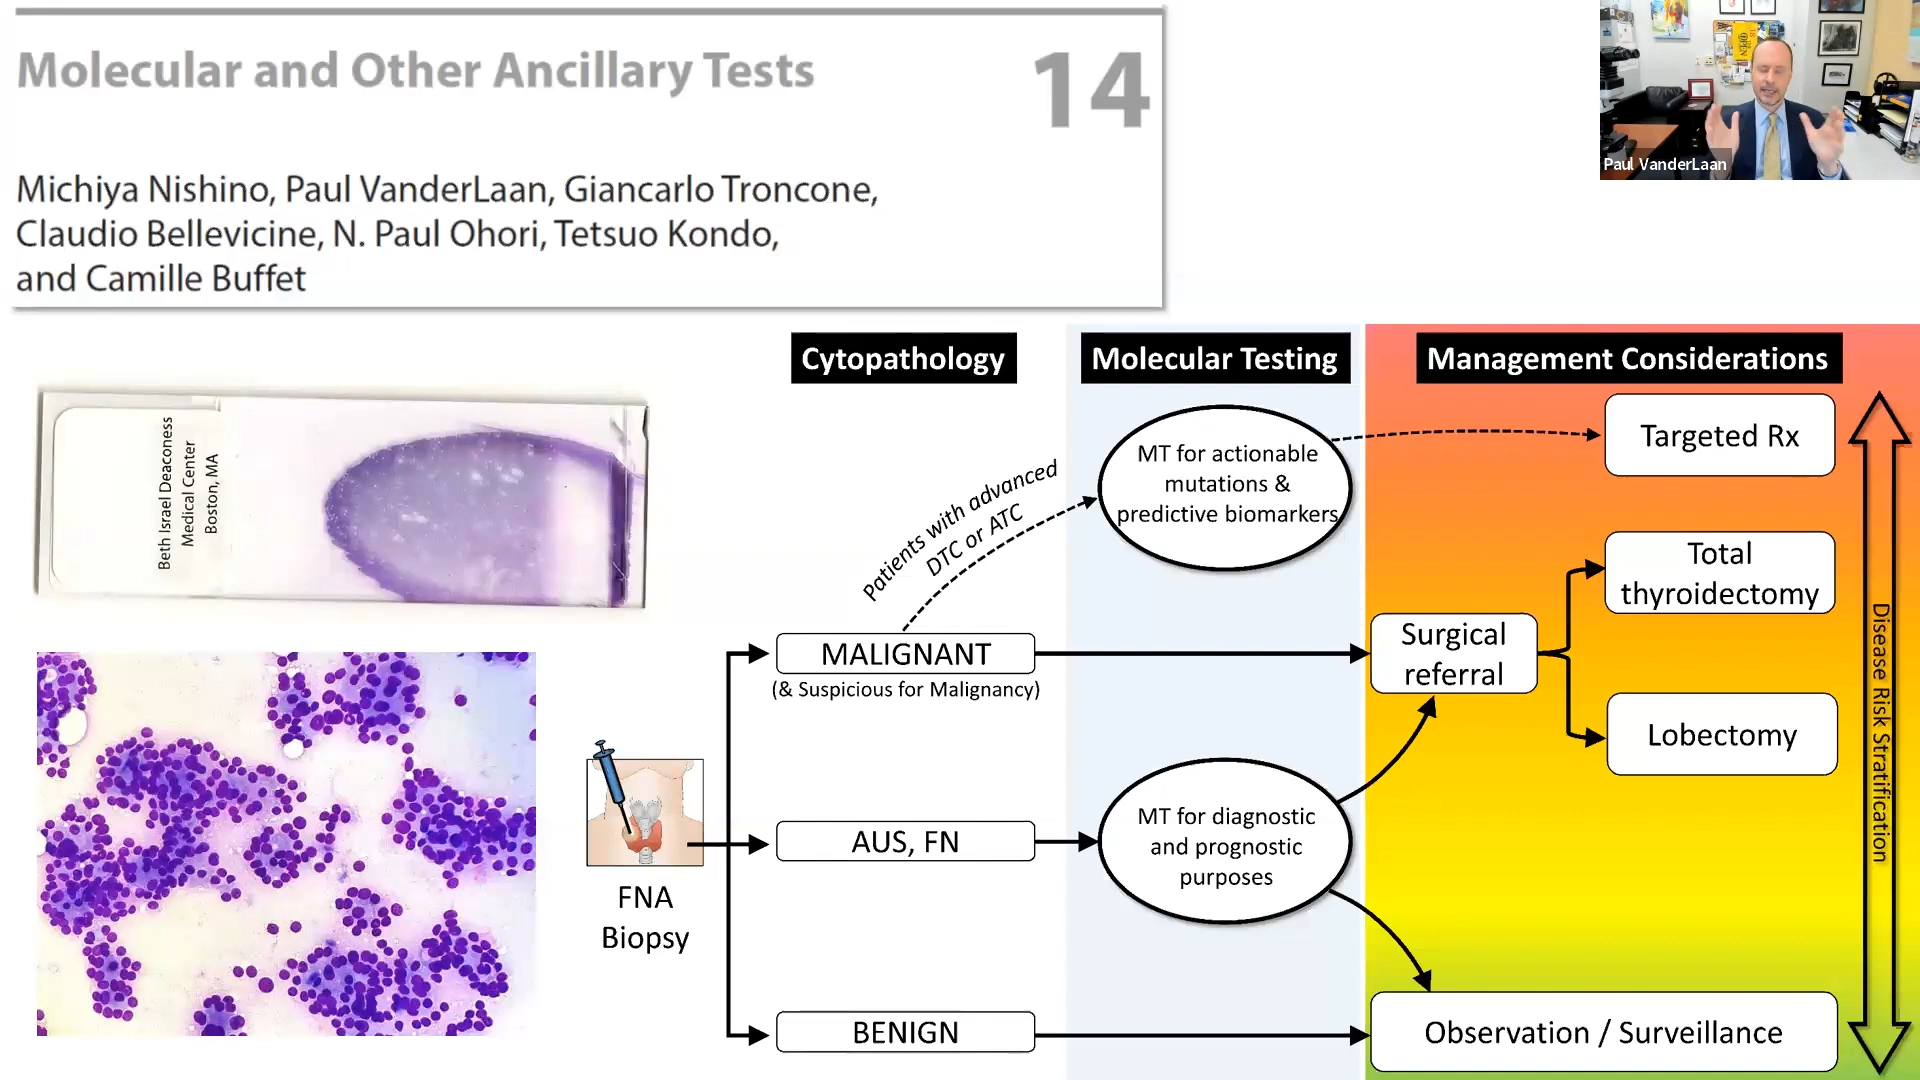 Molecular and Other Ancillary Tests
14
Michiya Nishino, Paul VanderLaan, Giancarlo Troncone,
Claudio Bellevicine, N. Paul Ohori, Tetsuo Kondo,
and Camille Buffet
Paul VanderLaan
Beth Israel Deaconess
Medical Center
Boston, MA
Cytopathology
Molecular Testing
Management Considerations
Patients with advanced
DTC or ATC
MT for actionable
mutations &
predictive biomarkers
Targeted Rx
Total
thyroidectomy
MALIGNANT
(& Suspicious for Malignancy)
Surgical
referral
Lobectomy
FNA
Biopsy
AUS, FN
MT for diagnostic
and prognostic
purposes
BENIGN
Observation / Surveillance
Disease Risk Stratification